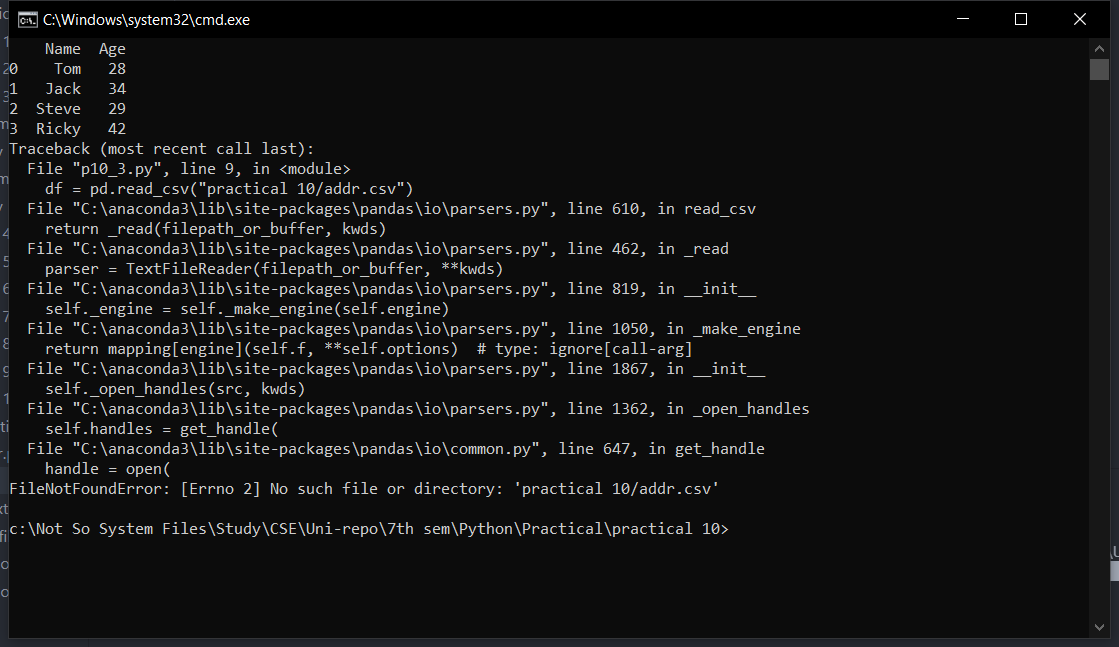 C:\Windows\system32\cmd.exe
    Name  Age
0    Tom   28
1   Jack   34
2  Steve   29
3  Ricky   42
Traceback (most recent call last):
  File "p10_3.py", line 9, in <module>
    df = pd.read_csv("practical 10/addr.csv")
  File "C:\anaconda3\lib\site-packages\pandas\io\parsers.py", line 610, in read_csv
    return _read(filepath_or_buffer, kwds)
  File "C:\anaconda3\lib\site-packages\pandas\io\parsers.py", line 462, in _read
    parser = TextFileReader(filepath_or_buffer, **kwds)
  File "C:\anaconda3\lib\site-packages\pandas\io\parsers.py", line 819, in __init__
    self._engine = self._make_engine(self.engine)
  File "C:\anaconda3\lib\site-packages\pandas\io\parsers.py", line 1050, in _make_engine
    return mapping[engine](self.f, **self.options)  # type: ignore[call-arg]
  File "C:\anaconda3\lib\site-packages\pandas\io\parsers.py", line 1867, in __init__
    self._open_handles(src, kwds)
  File "C:\anaconda3\lib\site-packages\pandas\io\parsers.py", line 1362, in _open_handles
    self.handles = get_handle(
  File "C:\anaconda3\lib\site-packages\pandas\io\common.py", line 647, in get_handle
    handle = open(
FileNotFoundError: [Errno 2] No such file or directory: 'practical 10/addr.csv'
c:\Not So System Files\Study\CSE\Uni-repo\7th sem\Python\Practical\practical 10>